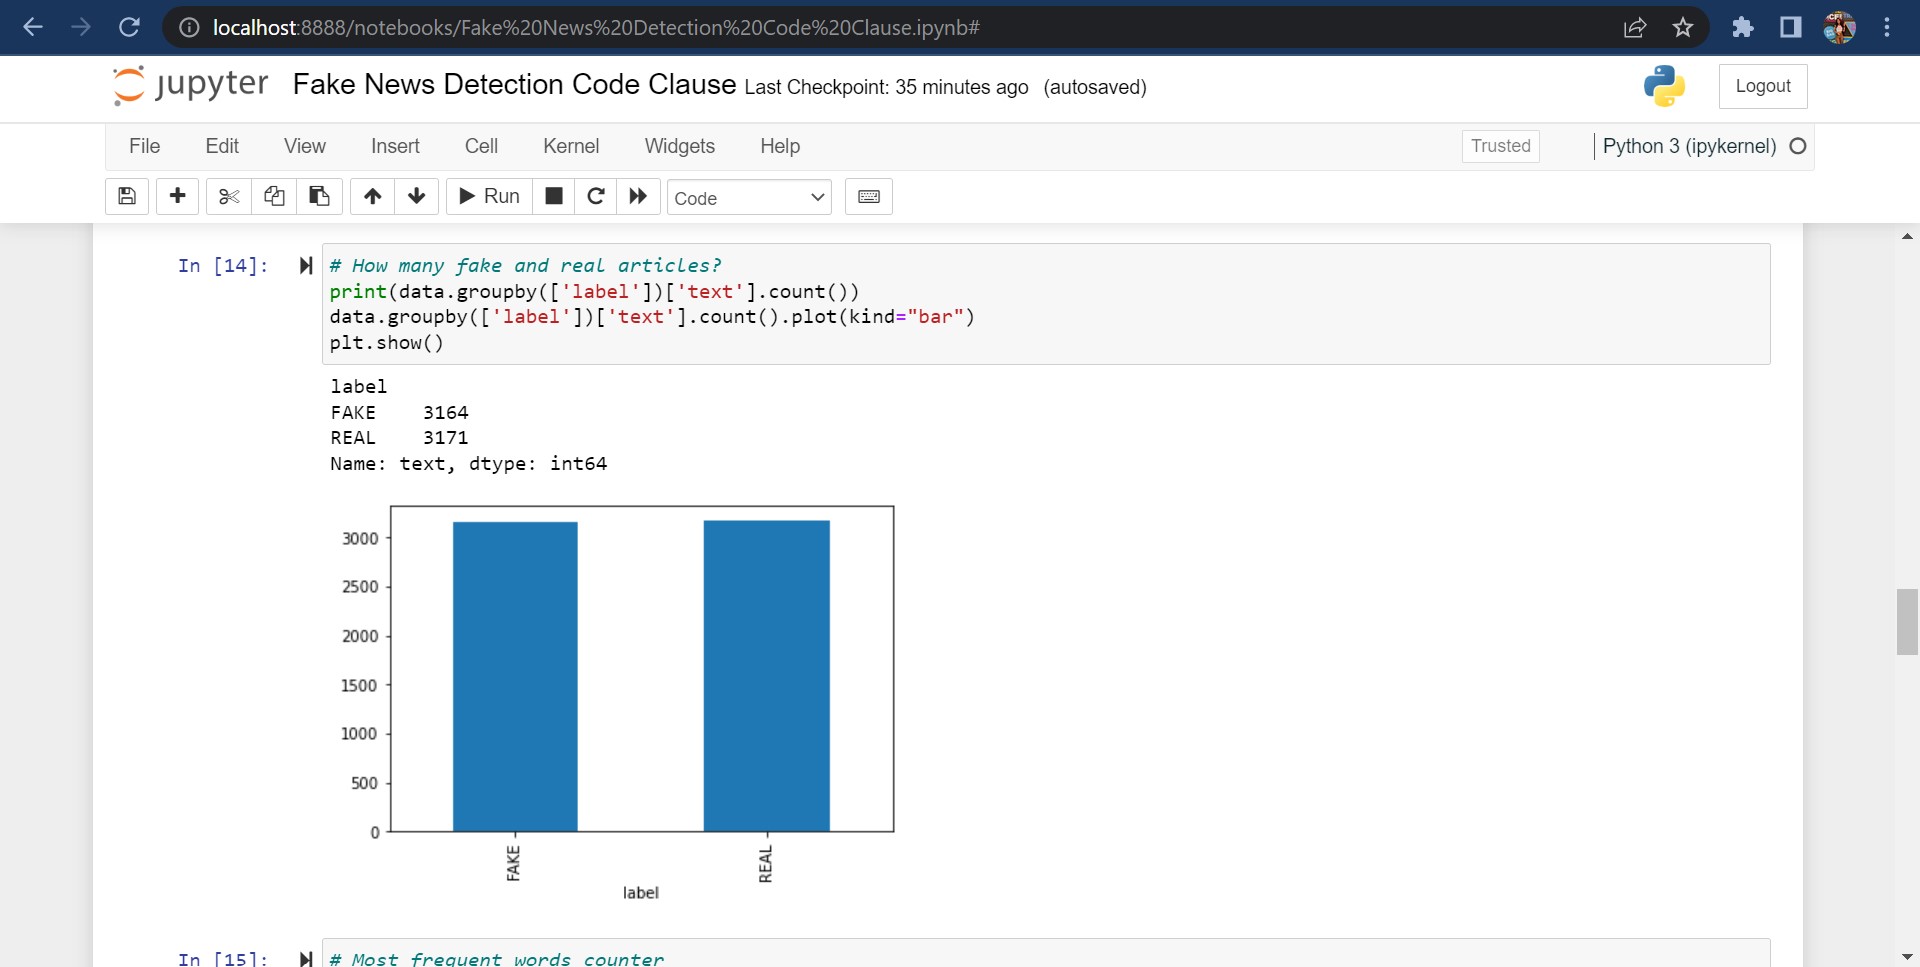 localhost:8888/notebooks/Fake%20News%20Detection%20Code%20Clause.ipynb#
jupyter Fake News Detection Code Clause Last Checkpoint: 35 minutes ago (autosaved)
Logout
File Edit View Insert Cell Kernel Widgets Help
Trusted
Python 3 (ipykernel)
Run
Code
In [14]:
# How many fake and real articles?
print(data.groupby(['label'])['text'].count())
data.groupby(['label'])['text'].count().plot(kind="bar")
plt.show()
label
FAKE    3164
REAL    3171
Name: text, dtype: int64
3000
2500
2000
1500
1000
500
0
FAKE
REAL
label
In [15]:
# Most frequent words counter